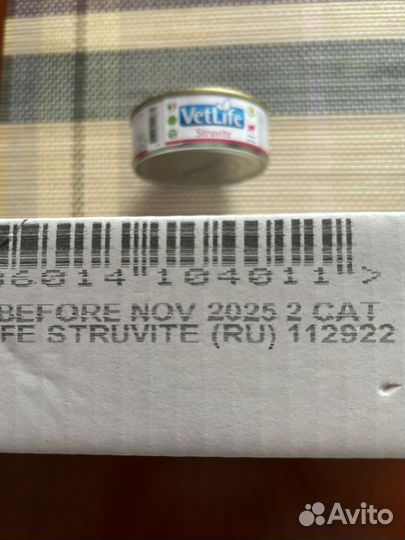 VetLife
Struvite
6014"104011">
BEFORE NOV 2025 2 CAT
FE STRUVITE (RU) 112922
Avito